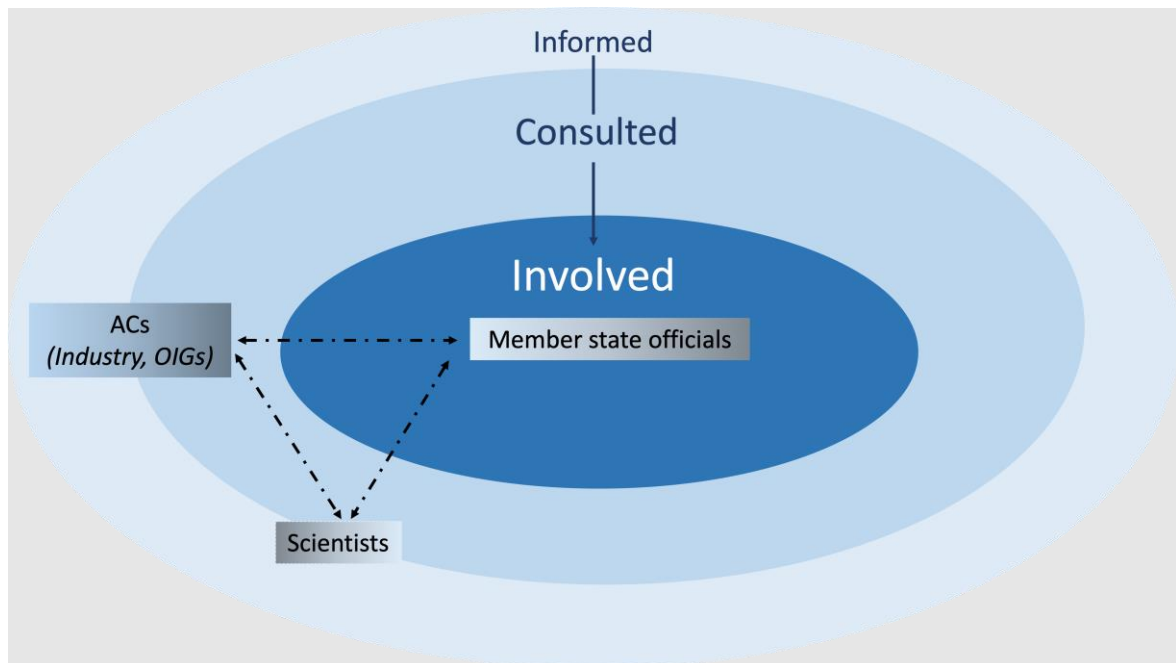 Informed
Consulted
Involved
ACs
(Industry, OIGs)
Member state officials
Scientists